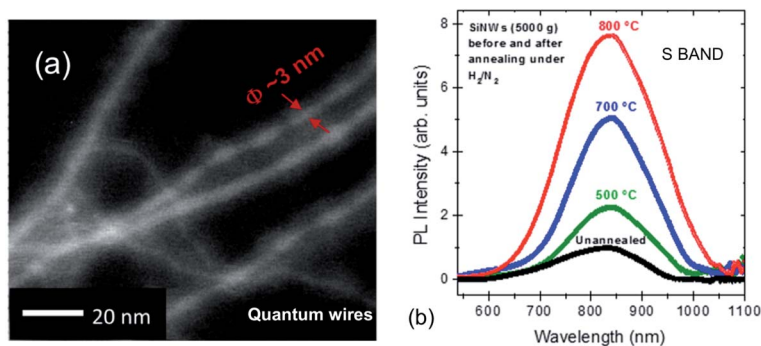 (a)
Φ ~3 nm
20 nm
Quantum wires
(b)
PL Intensity (arb. units)
8
6
4
2
0
SiNWs (5000 g)
before and after
annealing under
H₂/N₂
S BAND
800 °C
700 °C
500 °C
Unannealed
600 700 800 900 1000 1100
Wavelength (nm)